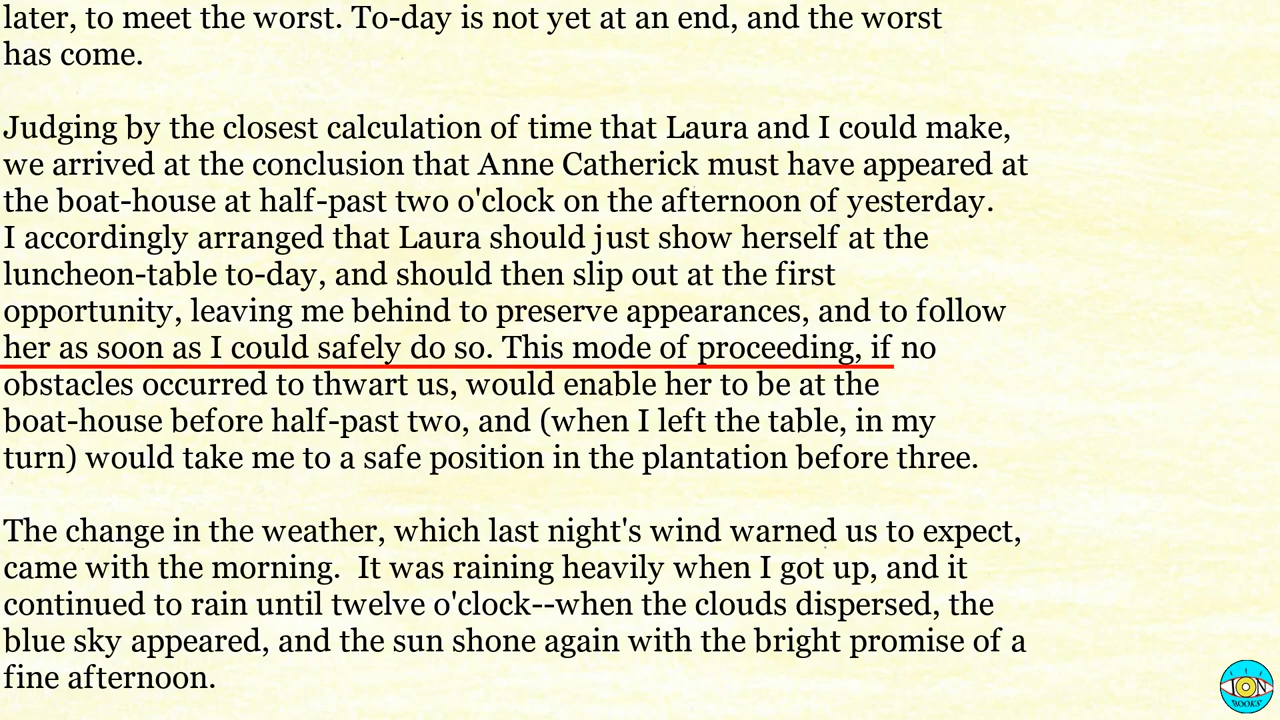 later, to meet the worst. To-day is not yet at an end, and the worst
has come.
Judging by the closest calculation of time that Laura and I could make,
we arrived at the conclusion that Anne Catherick must have appeared at
the boat-house at half-past two o'clock on the afternoon of yesterday.
I accordingly arranged that Laura should just show herself at the
luncheon-table to-day, and should then slip out at the first
opportunity, leaving me behind to preserve appearances, and to follow
her as soon as I could safely do so. This mode of proceeding, if no
obstacles occurred to thwart us, would enable her to be at the
boat-house before half-past two, and (when I left the table, in my
turn) would take me to a safe position in the plantation before three.
The change in the weather, which last night's wind warned us to expect,
came with the morning.  It was raining heavily when I got up, and it
continued to rain until twelve o'clock--when the clouds dispersed, the
blue sky appeared, and the sun shone again with the bright promise of a
fine afternoon.
ION
BOOKS